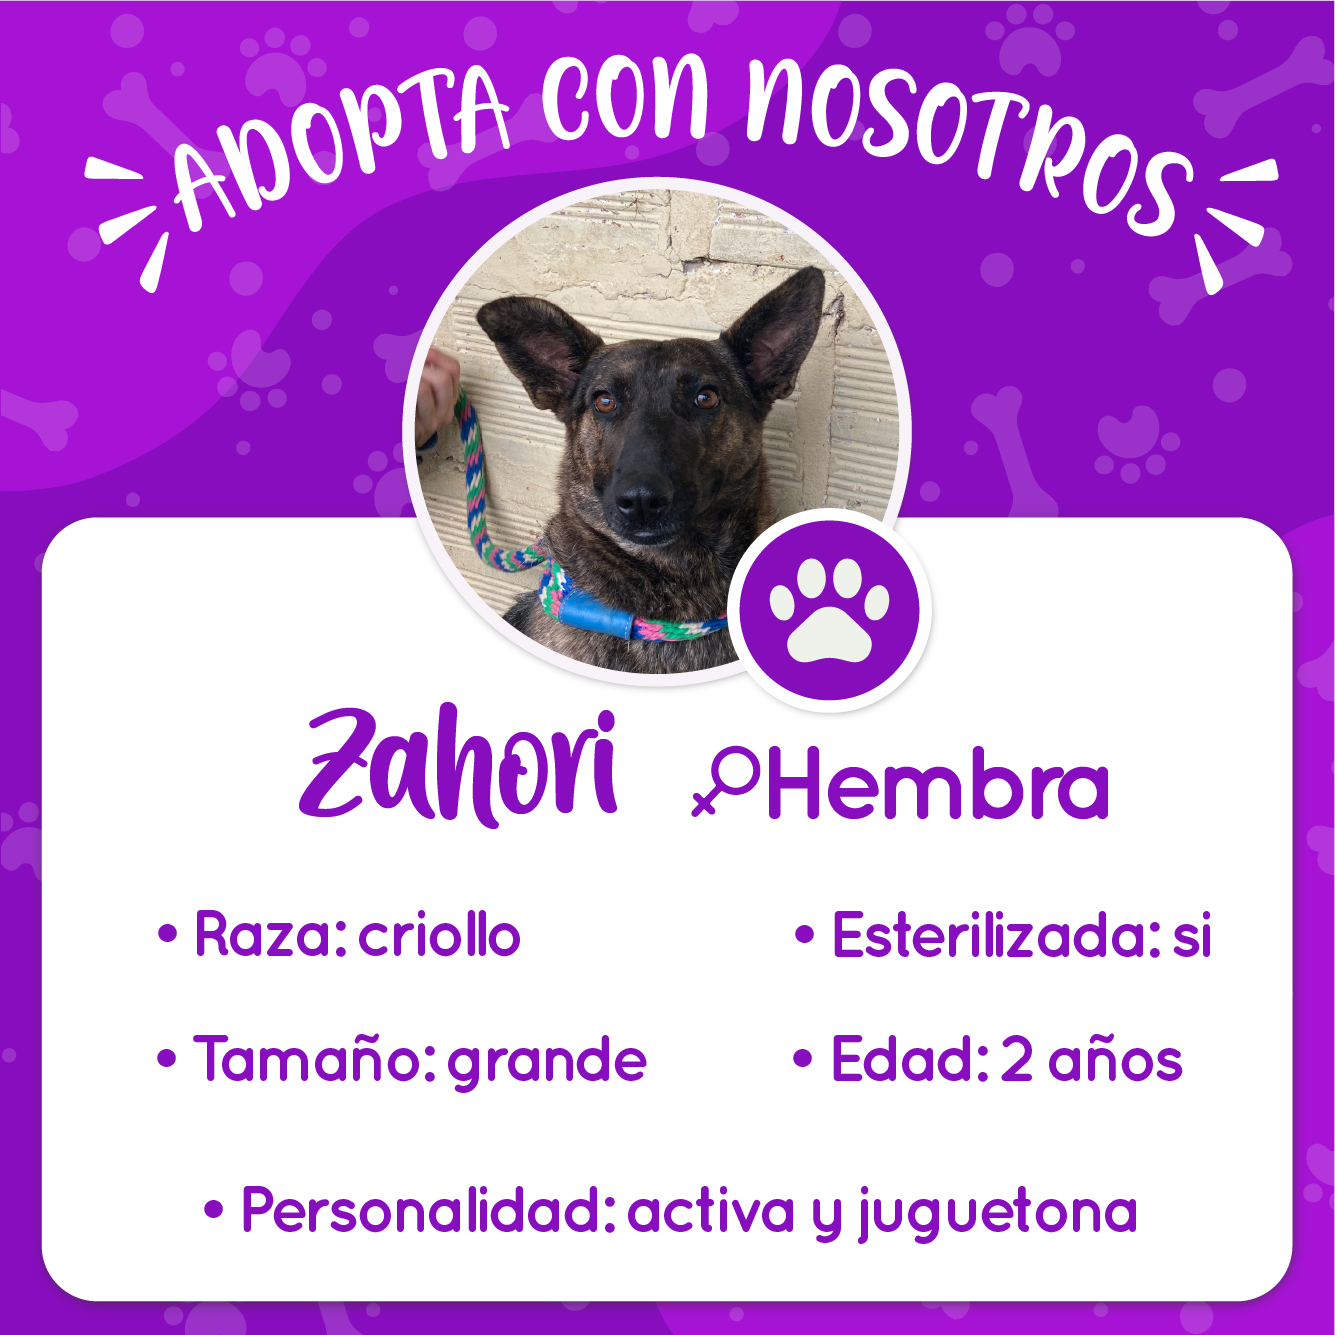 ADOPTA CON NOSOTROS
Zahori
Hembra
• Raza: criollo
• Esterilizada: si
• Tamaño: grande
• Edad: 2 años
• Personalidad: activa y juguetona